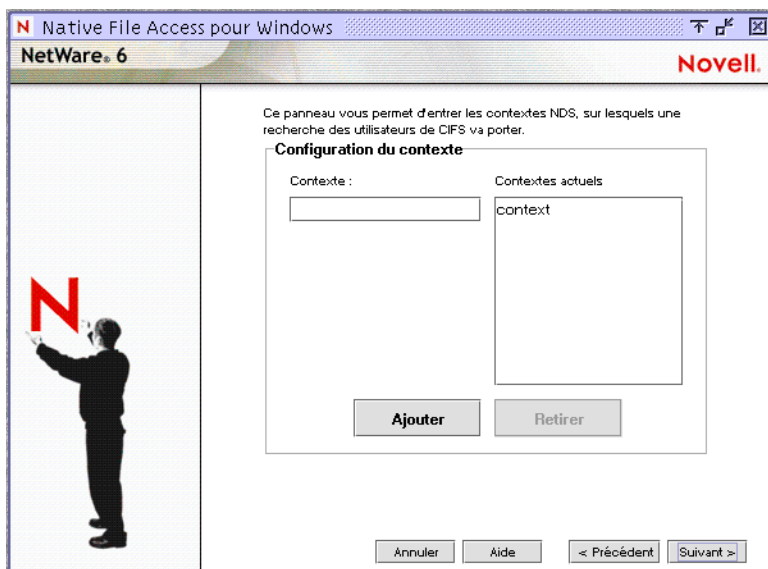 N Native File Access pour Windows
NetWare® 6
Novell.
Ce panneau vous permet d'entrer les contextes NDS, sur lesquels une
recherche des utilisateurs de CIFS va porter.
Configuration du contexte
Contexte :
Contextes actuels
context
N
Ajouter
Retirer
Annuler
Aide
< Précédent
Suivant >